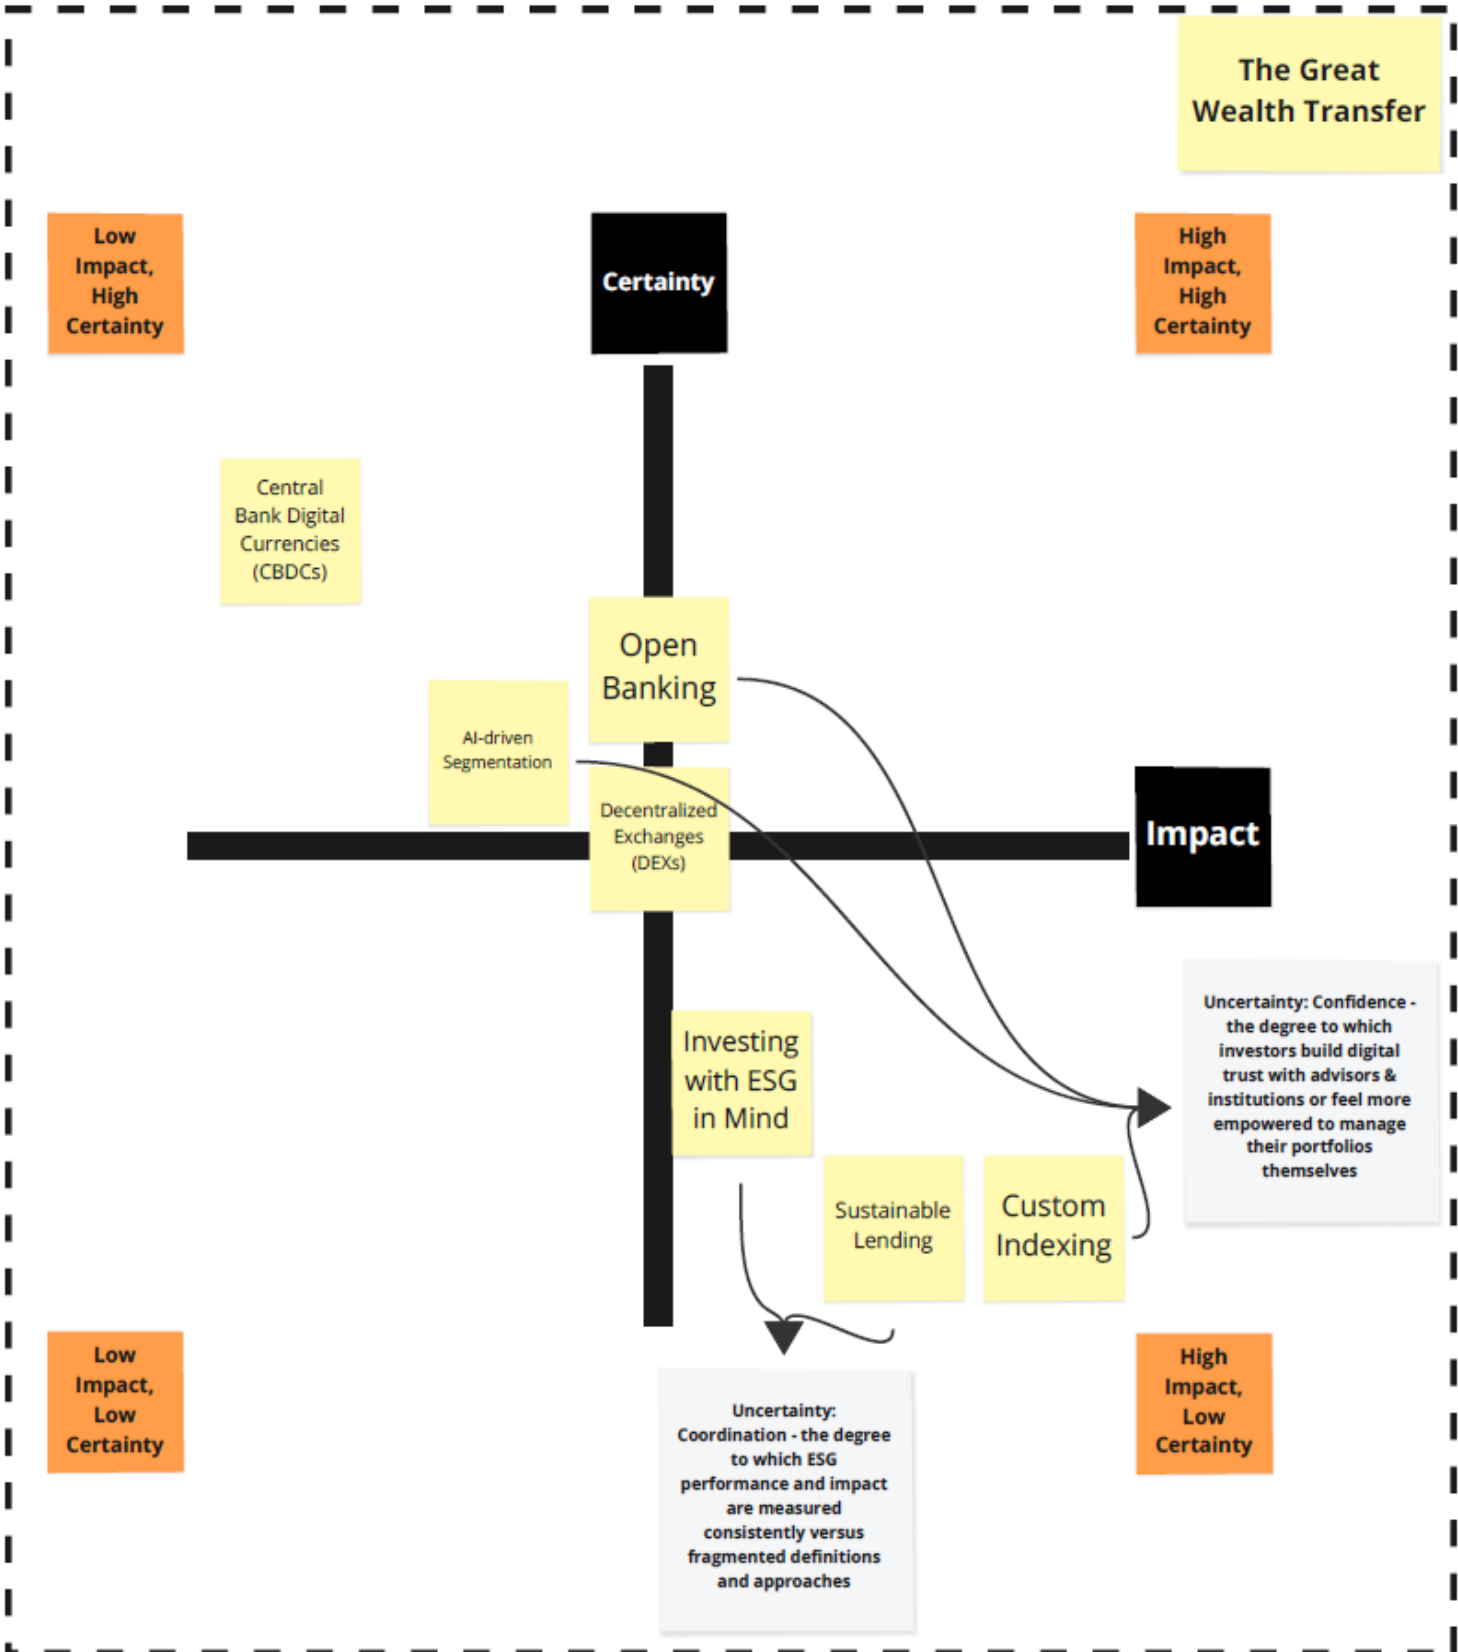 The Great
Wealth Transfer
Low
Impact,
High
Certainty
Certainty
High
Impact,
High
Certainty
Central
Bank Digital
Currencies
(CBDCs)
Open
Banking
AI-driven
Segmentation
Decentralized
Exchanges
(DEXs)
Impact
Investing
with ESG
in Mind
Uncertainty: Confidence -
the degree to which
investors build digital
trust with advisors &
institutions or feel more
empowered to manage
their portfolios
themselves
Sustainable
Lending
Custom
Indexing
Low
Impact,
Low
Certainty
High
Impact,
Low
Certainty
Uncertainty:
Coordination - the degree
to which ESG
performance and impact
are measured
consistently versus
fragmented definitions
and approaches